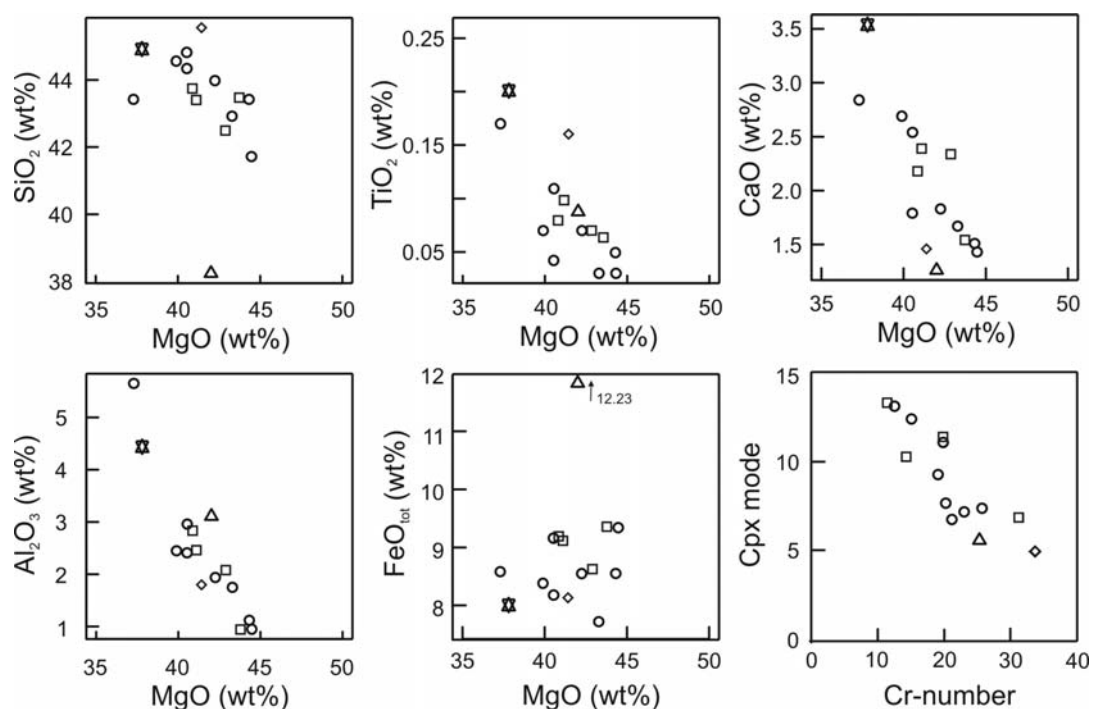 SiO₂ (wt%)
44
42
40
38
35 40 45 50
MgO (wt%)
TiO₂ (wt%)
0.25
0.15
0.05
35 40 45 50
MgO (wt%)
CaO (wt%)
3.5
3.0
2.5
2.0
1.5
35 40 45 50
MgO (wt%)
Al₂O₃ (wt%)
5
4
3
2
1
35 40 45 50
MgO (wt%)
FeOtot (wt%)
12
11
10
9
8
12.23
35 40 45 50
MgO (wt%)
Cpx mode
15
10
5
0
0 10 20 30 40
Cr-number